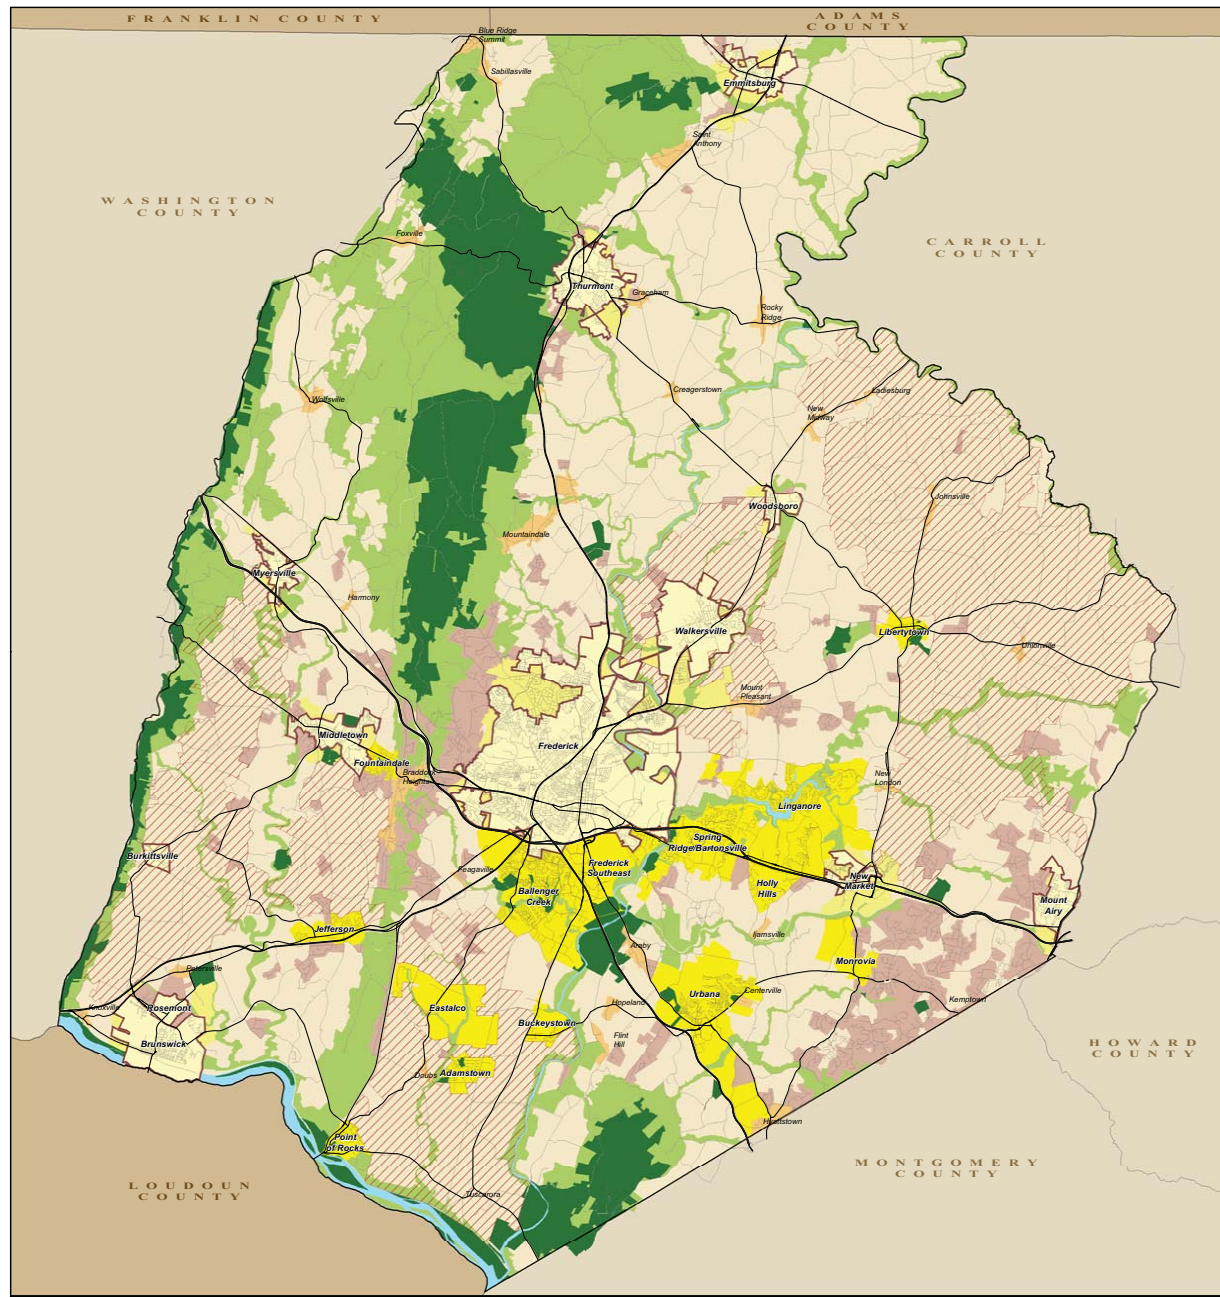 FRANKLIN COUNTY
ADAMS
COUNTY
Blue Ridge
Summit
Sabillasville
Emmitsburg
Saint
Anthony
WASHINGTON
COUNTY
Foxville
CARROLL
COUNTY
Thurmont
Graceham
Rocky
Ridge
Creagerstown
Ladiesburg
Wolfsville
New
Midway
Johnsville
Woodsboro
Mountaindale
Myersville
Harmony
Walkersville
Libertytown
Unionville
Mount
Pleasant
Middletown
Frederick
Fountaindale
Braddock
Heights
New
London
Linganore
Spring
Ridge/Bartonsville
Burkittsville
Feagaville
Frederick
Southeast
Holly
Hills
New
Market
Ballenger
Creek
Mount
Airy
Jefferson
Ijamsville
Araby
Monrovia
Petersville
Centerville
Urbana
Kemptown
Knoxville
Rosemont
Eastalco
Hopeland
Buckeystown
Flint
Hill
Brunswick
HOWARD
COUNTY
Doubs
Adamstown
Hyattstown
Point
of Rocks
MONTGOMERY
COUNTY
LOUDOUN
COUNTY
Tuscarora